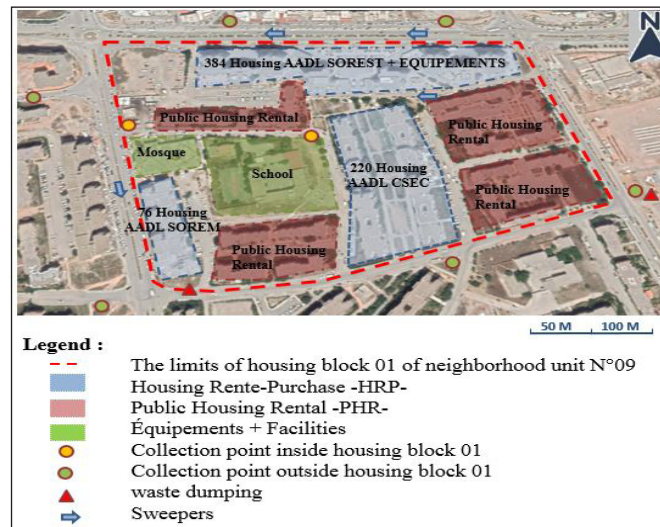 N
384 Housing AADL SOREST + EQUIPEMENTS
Public Housing Rental
Public Housing
Rental
Mosque
School
220 Housing
AADL CSEC
Public Housing
Rental
76 Housing
AADL SOREM
Public Housing
Rental
50 M 100 M
Legend :
The limits of housing block 01 of neighborhood unit N°09
Housing Rente-Purchase -HRP-
Public Housing Rental -PHR-
Équipements + Facilities
Collection point inside housing block 01
Collection point outside housing block 01
waste dumping
Sweepers